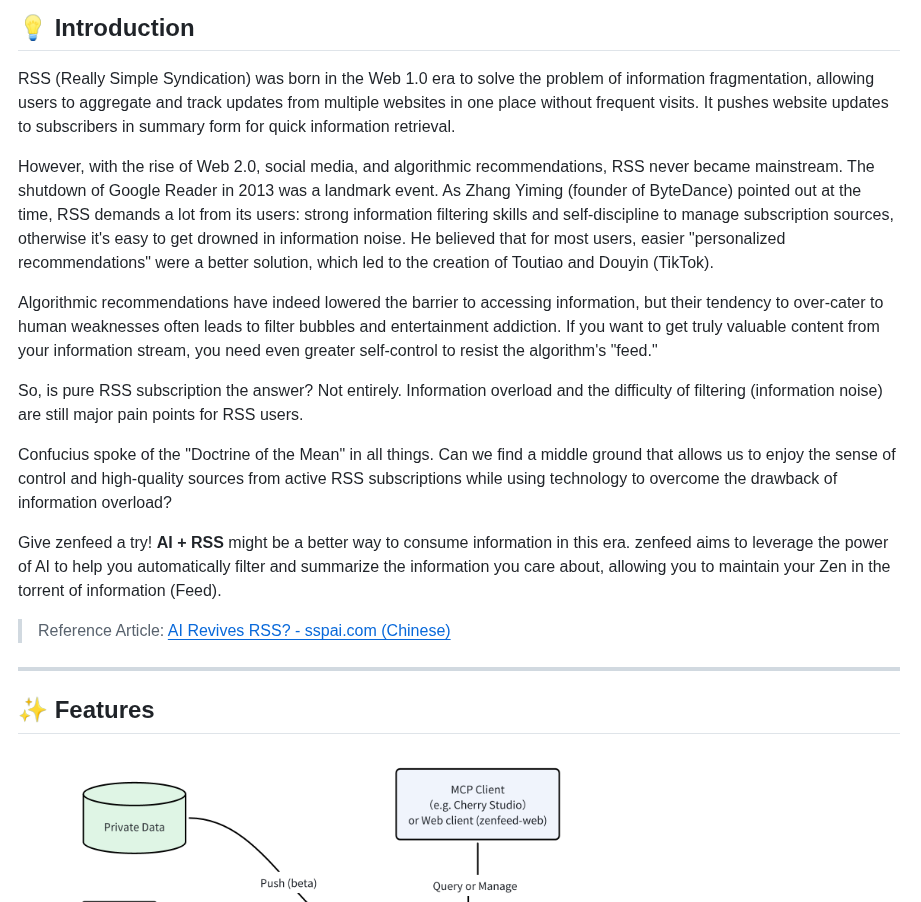 💡 Introduction
RSS (Really Simple Syndication) was born in the Web 1.0 era to solve the problem of information fragmentation, allowing
users to aggregate and track updates from multiple websites in one place without frequent visits. It pushes website updates
to subscribers in summary form for quick information retrieval.
However, with the rise of Web 2.0, social media, and algorithmic recommendations, RSS never became mainstream. The
shutdown of Google Reader in 2013 was a landmark event. As Zhang Yiming (founder of ByteDance) pointed out at the
time, RSS demands a lot from its users: strong information filtering skills and self-discipline to manage subscription sources,
otherwise it's easy to get drowned in information noise. He believed that for most users, easier "personalized
recommendations" were a better solution, which led to the creation of Toutiao and Douyin (TikTok).
Algorithmic recommendations have indeed lowered the barrier to accessing information, but their tendency to over-cater to
human weaknesses often leads to filter bubbles and entertainment addiction. If you want to get truly valuable content from
your information stream, you need even greater self-control to resist the algorithm's "feed."
So, is pure RSS subscription the answer? Not entirely. Information overload and the difficulty of filtering (information noise)
are still major pain points for RSS users.
Confucius spoke of the "Doctrine of the Mean" in all things. Can we find a middle ground that allows us to enjoy the sense of
control and high-quality sources from active RSS subscriptions while using technology to overcome the drawback of
information overload?
Give zenfeed a try! AI + RSS might be a better way to consume information in this era. zenfeed aims to leverage the power
of AI to help you automatically filter and summarize the information you care about, allowing you to maintain your Zen in the
torrent of information (Feed).
Reference Article: AI Revives RSS? - sspai.com (Chinese)
✨ Features
MCP Client
（e.g. Cherry Studio）
or Web client (zenfeed-web)
Private Data
Push (beta)
Query or Manage